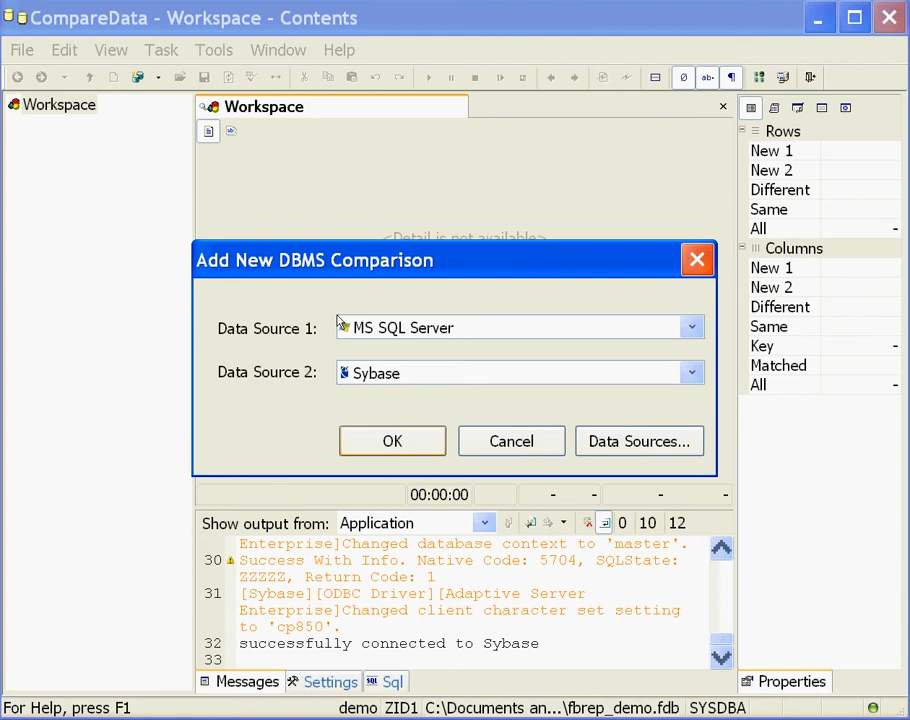 CompareData - Workspace - Contents
File Edit View Task Tools Window Help
Workspace
Workspace
<Detail is not available>
Rows
New 1
New 2
Different
Same
All -
Columns
New 1
New 2
Different
Same
Key -
Matched
All -
Add New DBMS Comparison
Data Source 1: MS SQL Server
Data Source 2: Sybase
OK Cancel Data Sources...
00:00:00 - - - -
Show output from: Application 0 10 12
Enterprise]Changed database context to 'master'.
30 Success With Info. Native Code: 5704, SQLState:
ZZZZZ, Return Code: 1
31 [Sybase][ODBC Driver][Adaptive Server
Enterprise]Changed client character set setting
to 'cp850'.
32 successfully connected to Sybase
33
Messages Settings SQL Sql
Properties
For Help, press F1 demo ZID1 C:\Documents an...\fbrep_demo.fdb SYSDBA